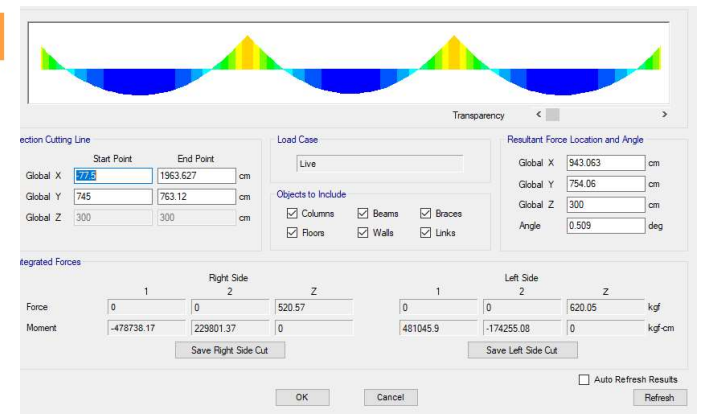 Transparency < >
ection Cutting Line Load Case Resultant Force Location and Angle
Start Point End Point Live Global X 943.063 cm
Global X -77.5 1963.627 cm Global Y 754.06 cm
Global Y 745 763.12 cm Objects to Include Global Z 300 cm
Global Z 300 300 cm Columns Beams Braces Angle 0.509 deg
Floors Walls Links
tegrated Forces
Right Side Left Side
1 2 Z 1 2 Z
Force 0 0 520.57 0 0 620.05 kgf
Moment -478738.17 229801.37 0 481045.9 -174255.08 0 kgf-cm
Save Right Side Cut Save Left Side Cut
Auto Refresh Results
OK Cancel Refresh